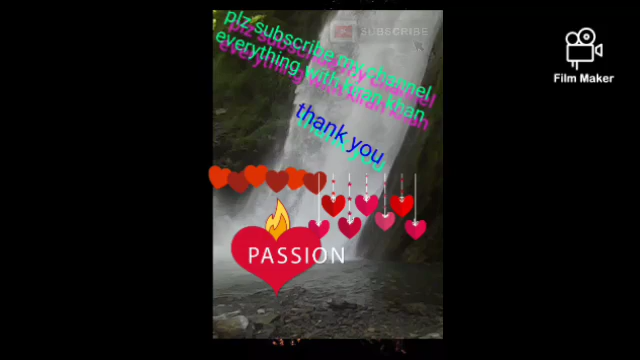 SUBSCRIBE
plz subscribe my channel
everything with kiran khan
thank you
PASSION
Film Maker